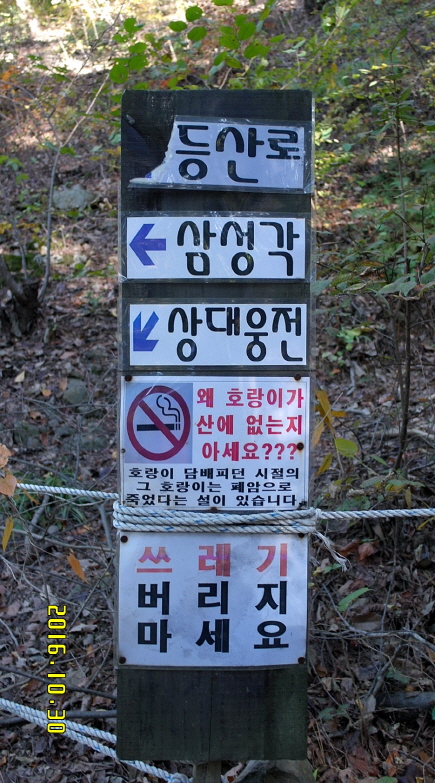 등산로
← 삼성각
↙ 상대웅전
왜 호랑이가
산에 없는지
아세요???
호랑이 담배피던 시절의
그 호랑이는 폐암으로
죽었다는 설이 있습니다
쓰레기
버리지
마세요
2016.10.30